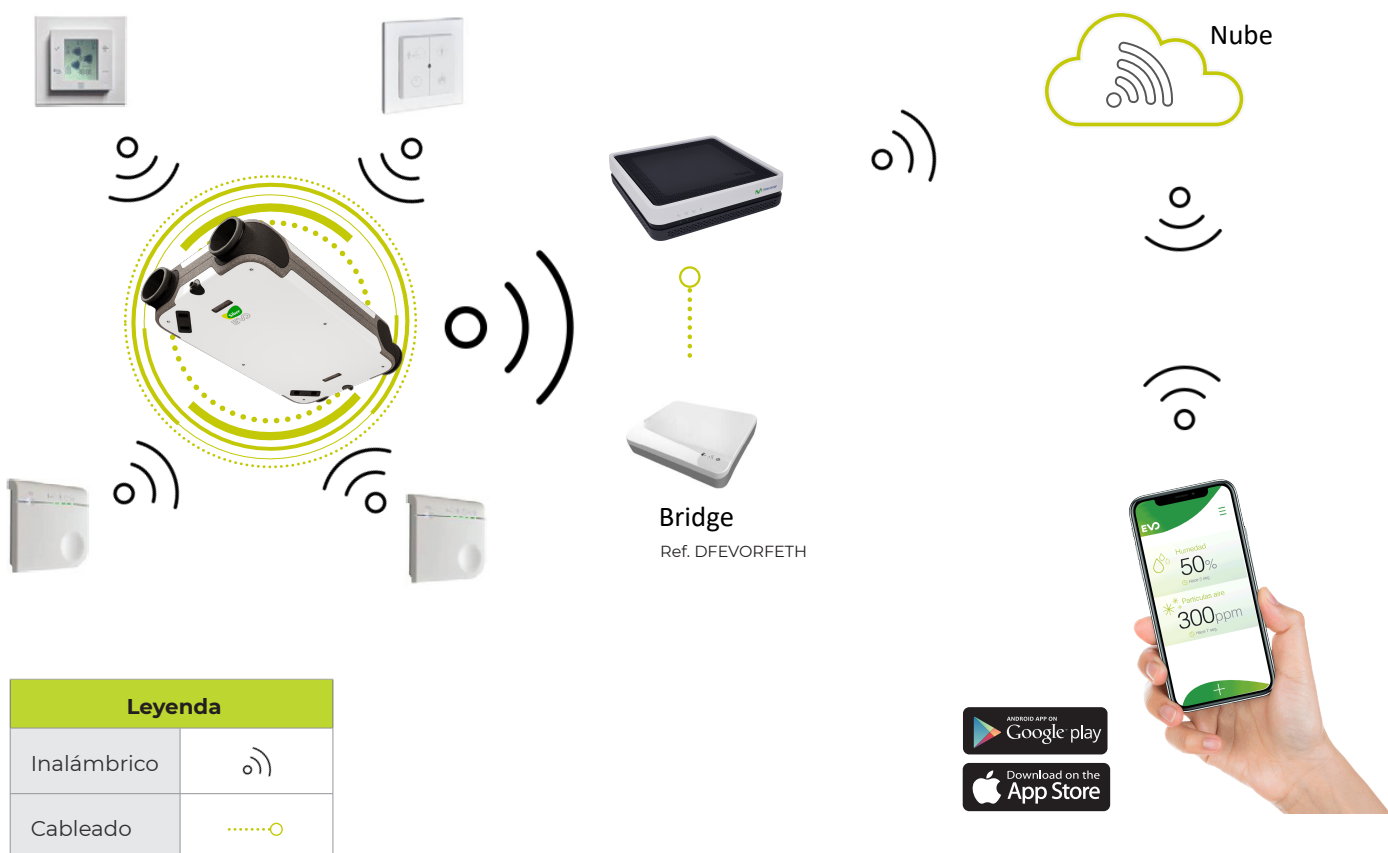 Nube
Bridge
Ref. DFEVORFETH
EVO
Humedad
50%
Partículas aire
300ppm
ANDROID APP ON
Google play
Download on the
App Store
Leyenda
Inalámbrico
Cableado